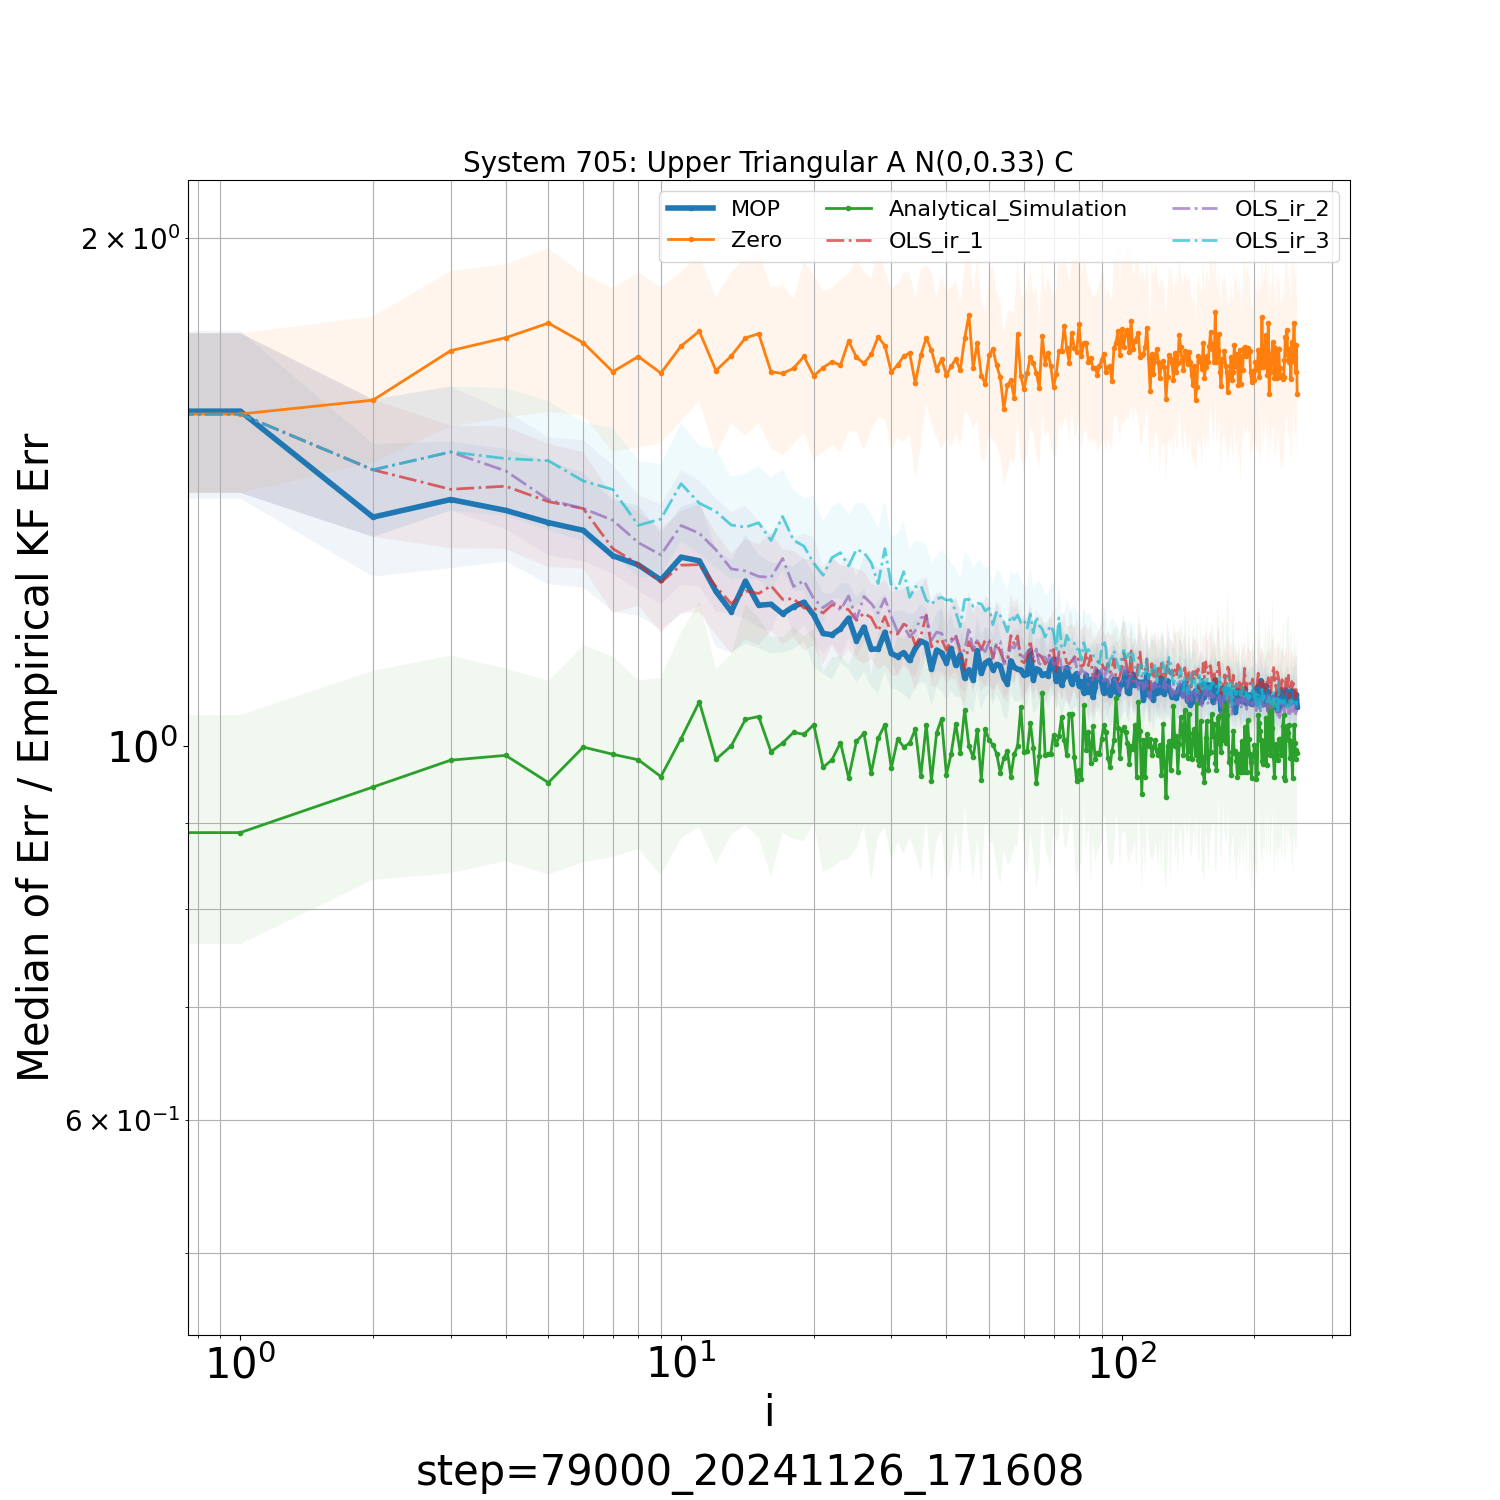 System 705: Upper Triangular A N(0,0.33) C
MOP
Zero
Analytical_Simulation
OLS_ir_1
OLS_ir_2
OLS_ir_3
Median of Err / Empirical KF Err
2 × 10⁰
10⁰
6 × 10⁻¹
10⁰ 10¹ 10²
i
step=79000_20241126_171608